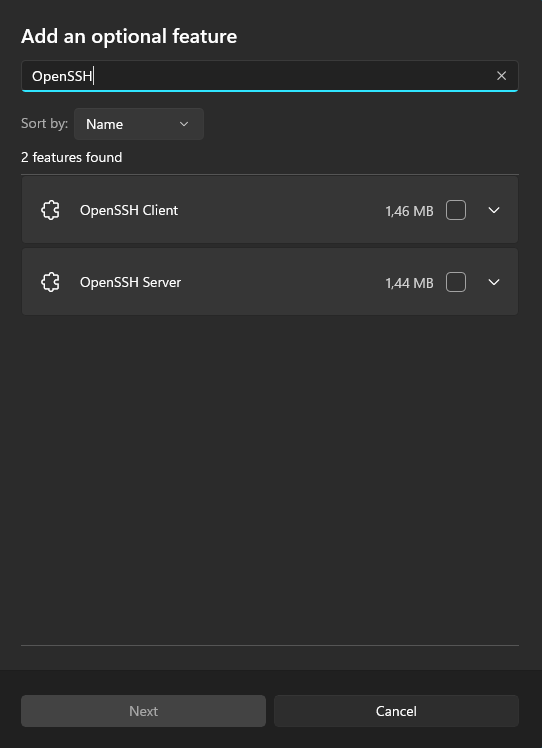 Add an optional feature
OpenSSH
Sort by: Name
2 features found
OpenSSH Client 1,46 MB
OpenSSH Server 1,44 MB
Next Cancel